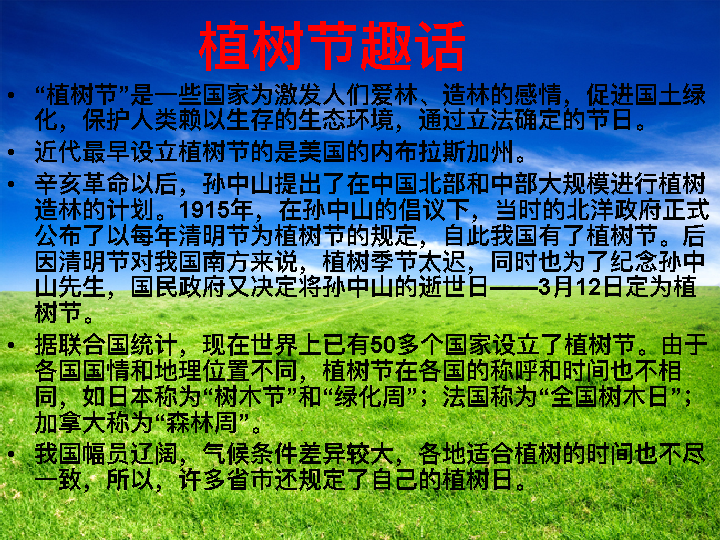 植树节趣话
• “植树节”是一些国家为激发人们爱林、造林的感情，促进国土绿
化，保护人类赖以生存的生态环境，通过立法确定的节日。
• 近代最早设立植树节的是美国的内布拉斯加州。
• 辛亥革命以后，孙中山提出了在中国北部和中部大规模进行植树
造林的计划。1915年，在孙中山的倡议下，当时的北洋政府正式
公布了以每年清明节为植树节的规定，自此我国有了植树节。后
因清明节对我国南方来说，植树季节太迟，同时也为了纪念孙中
山先生，国民政府又决定将孙中山的逝世日——3月12日定为植
树节。
• 据联合国统计，现在世界上已有50多个国家设立了植树节。由于
各国国情和地理位置不同，植树节在各国的称呼和时间也不相
同，如日本称为“树木节”和“绿化周”；法国称为“全国树木日”；
加拿大称为“森林周”。
• 我国幅员辽阔，气候条件差异较大，各地适合植树的时间也不尽
一致，所以，许多省市还规定了自己的植树日。